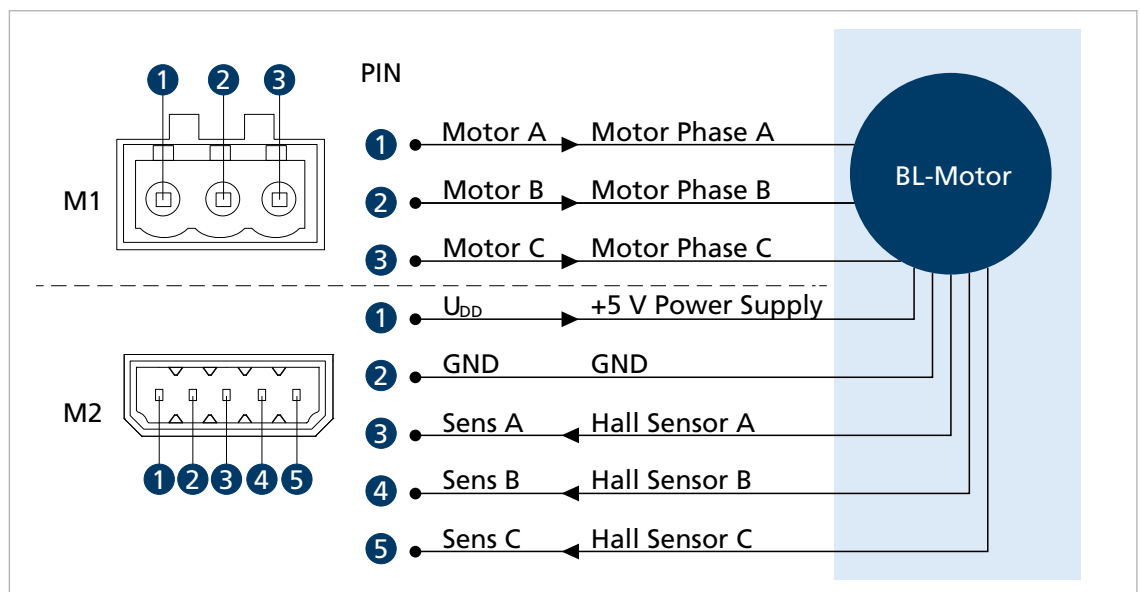 1 2 3
PIN
M1
1 Motor A Motor Phase A
2 Motor B Motor Phase B
3 Motor C Motor Phase C
BL-Motor
1 U_DD +5 V Power Supply
2 GND GND
M2
3 Sens A Hall Sensor A
4 Sens B Hall Sensor B
5 Sens C Hall Sensor C
1 2 3 4 5